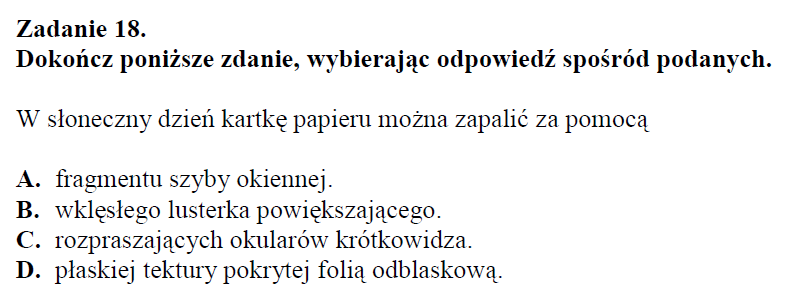 Zadanie 18.
Dokończ poniższe zdanie, wybierając odpowiedź spośród podanych.
W słoneczny dzień kartkę papieru można zapalić za pomocą
A. fragmentu szyby okiennej.
B. wklęsłego lusterka powiększającego.
C. rozpraszających okularów krótkowidza.
D. płaskiej tektury pokrytej folią odblaskową.